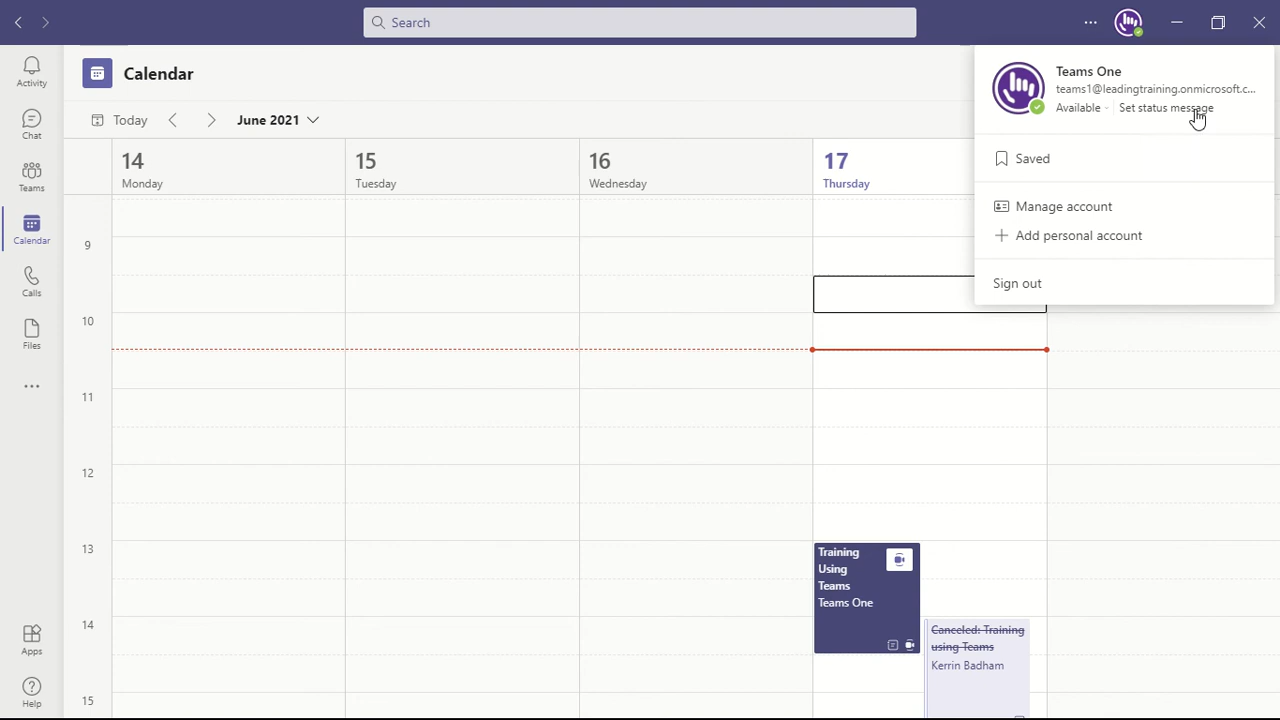 Search
Activity
Chat
Teams
Calendar
Calls
Files
Apps
Help
Calendar
Today
June 2021
14
Monday
15
Tuesday
16
Wednesday
17
Thursday
9
10
11
12
13
14
15
Training
Using
Teams
Teams One
Canceled: Training
using Teams
Kerrin Badham
Teams One
teams1@leadingtraining.onmicrosoft.c...
Available
Set status message
Saved
Manage account
Add personal account
Sign out